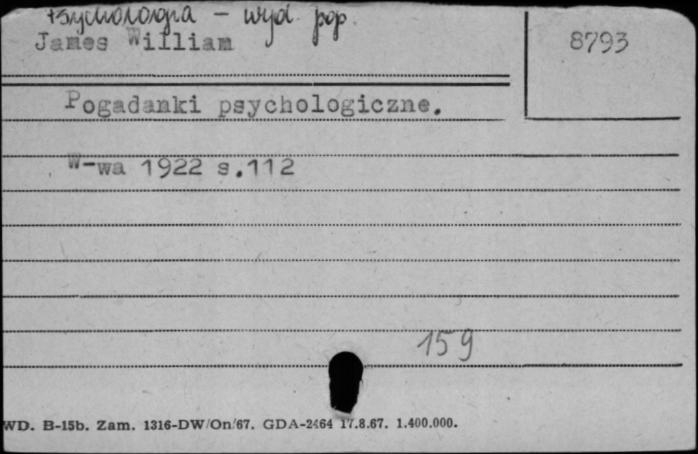 Psychologia - wyd. pop.
James William
8793
Pogadanki psychologiczne.
W-wa 1922 s.112
159
WD. B-15b. Zam. 1316-DW/On/67. GDA-2464 17.8.67. 1.400.000.